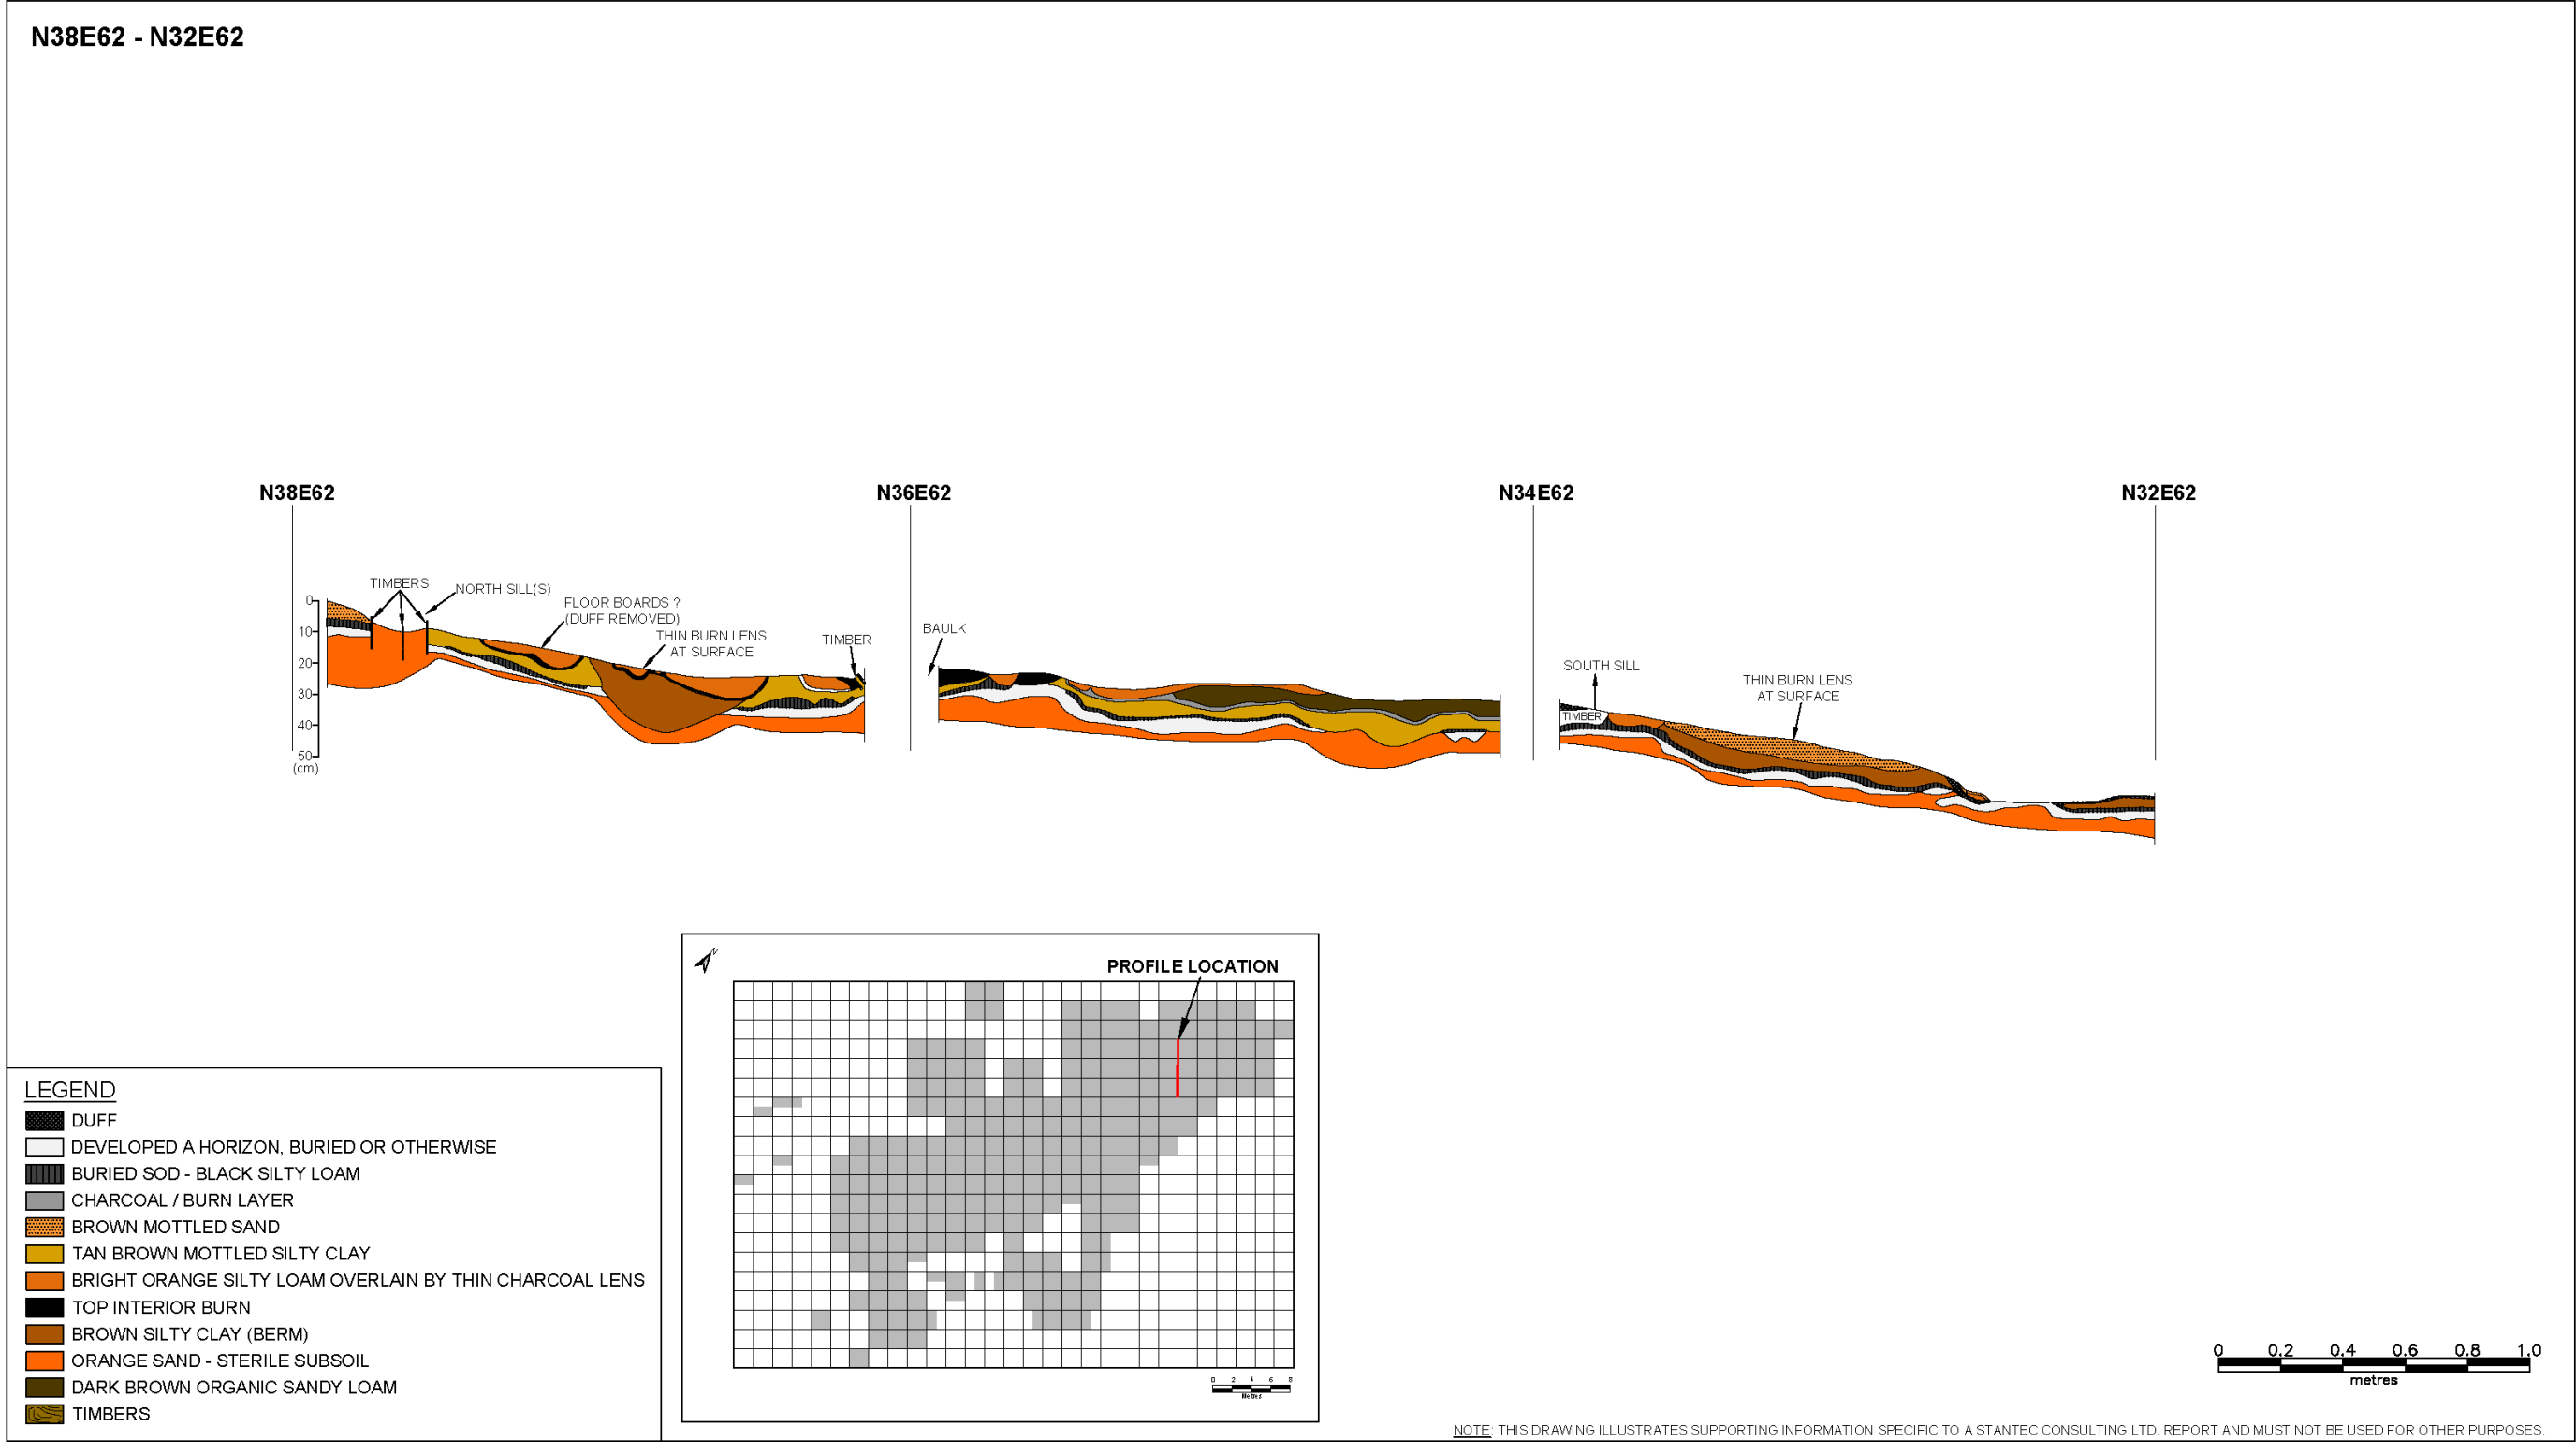 N38E62 - N32E62
N38E62
N36E62
N34E62
N32E62
TIMBERS
NORTH SILL(S)
FLOOR BOARDS ?
(DUFF REMOVED)
THIN BURN LENS
AT SURFACE
TIMBER
BAULK
SOUTH SILL
TIMBER
THIN BURN LENS
AT SURFACE
0
10
20
30
40
50
(cm)
PROFILE LOCATION
N
0 2 4 6 8
Metres
LEGEND
DUFF
DEVELOPED A HORIZON, BURIED OR OTHERWISE
BURIED SOD - BLACK SILTY LOAM
CHARCOAL / BURN LAYER
BROWN MOTTLED SAND
TAN BROWN MOTTLED SILTY CLAY
BRIGHT ORANGE SILTY LOAM OVERLAIN BY THIN CHARCOAL LENS
TOP INTERIOR BURN
BROWN SILTY CLAY (BERM)
ORANGE SAND - STERILE SUBSOIL
DARK BROWN ORGANIC SANDY LOAM
TIMBERS
0 0.2 0.4 0.6 0.8 1.0
metres
NOTE: THIS DRAWING ILLUSTRATES SUPPORTING INFORMATION SPECIFIC TO A STANTEC CONSULTING LTD. REPORT AND MUST NOT BE USED FOR OTHER PURPOSES.